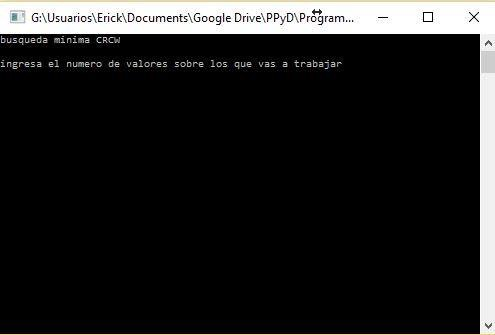 G:\Usuarios\Erick\Documents\Google Drive\PPyD\Program...
busqueda minima CRCW
ingresa el numero de valores sobre los que vas a trabajar